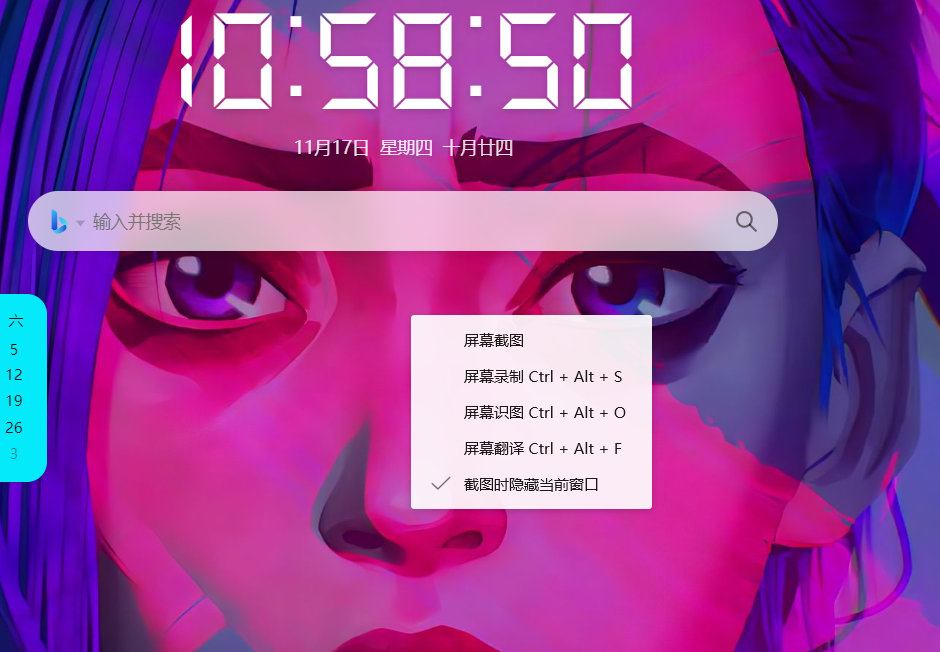 10:58:50
11月17日 星期四 十月廿四
输入并搜索
六
5
12
19
26
3
屏幕截图
屏幕录制 Ctrl + Alt + S
屏幕识图 Ctrl + Alt + O
屏幕翻译 Ctrl + Alt + F
截图时隐藏当前窗口